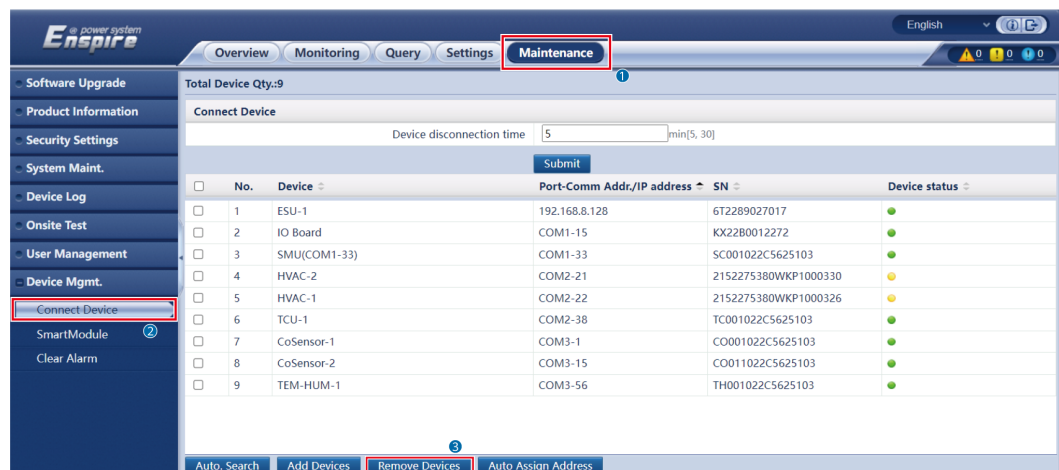 @ power system
Enspire
English
Overview Monitoring Query Settings Maintenance
0 0 0
1
Software Upgrade
Product Information
Security Settings
System Maint.
Device Log
Onsite Test
User Management
Device Mgmt.
Connect Device
SmartModule
2
Clear Alarm
Total Device Qty.:9
Connect Device
Device disconnection time 5 min[5, 30]
Submit
No. Device Port-Comm Addr./IP address SN Device status
1 ESU-1 192.168.8.128 6T2289027017
2 IO Board COM1-15 KX22B0012272
3 SMU(COM1-33) COM1-33 SC001022C5625103
4 HVAC-2 COM2-21 2152275380WKP1000330
5 HVAC-1 COM2-22 2152275380WKP1000326
6 TCU-1 COM2-38 TC001022C5625103
7 CoSensor-1 COM3-1 CO001022C5625103
8 CoSensor-2 COM3-15 CO011022C5625103
9 TEM-HUM-1 COM3-56 TH001022C5625103
3
Auto. Search Add Devices Remove Devices Auto Assign Address